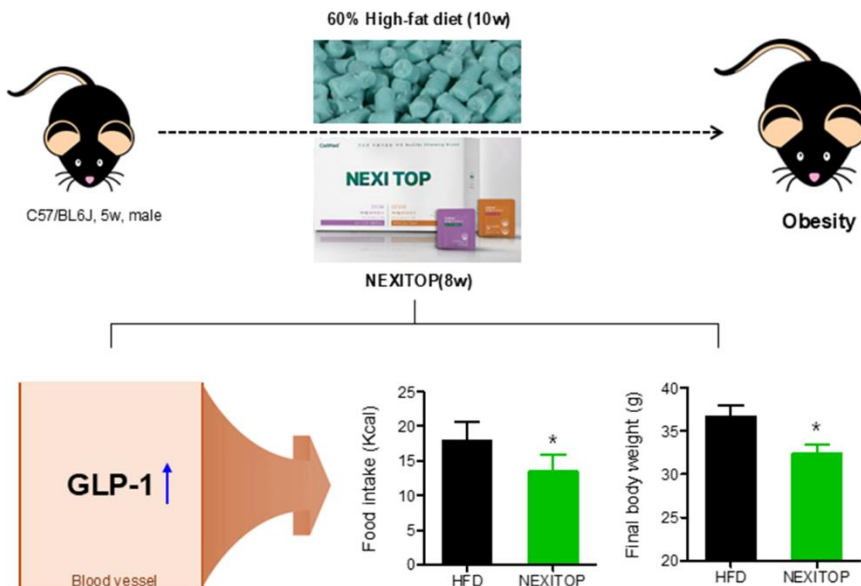 60% High-fat diet (10w)
CellMed
NEXI TOP
C57/BL6J, 5w, male
Obesity
NEXITOP(8w)
GLP-1
Blood vessel
Food intake (Kcal)
25
20
15
10
5
0
*
HFD
NEXITOP
Final body weight (g)
40
35
30
25
20
*
HFD
NEXITOP